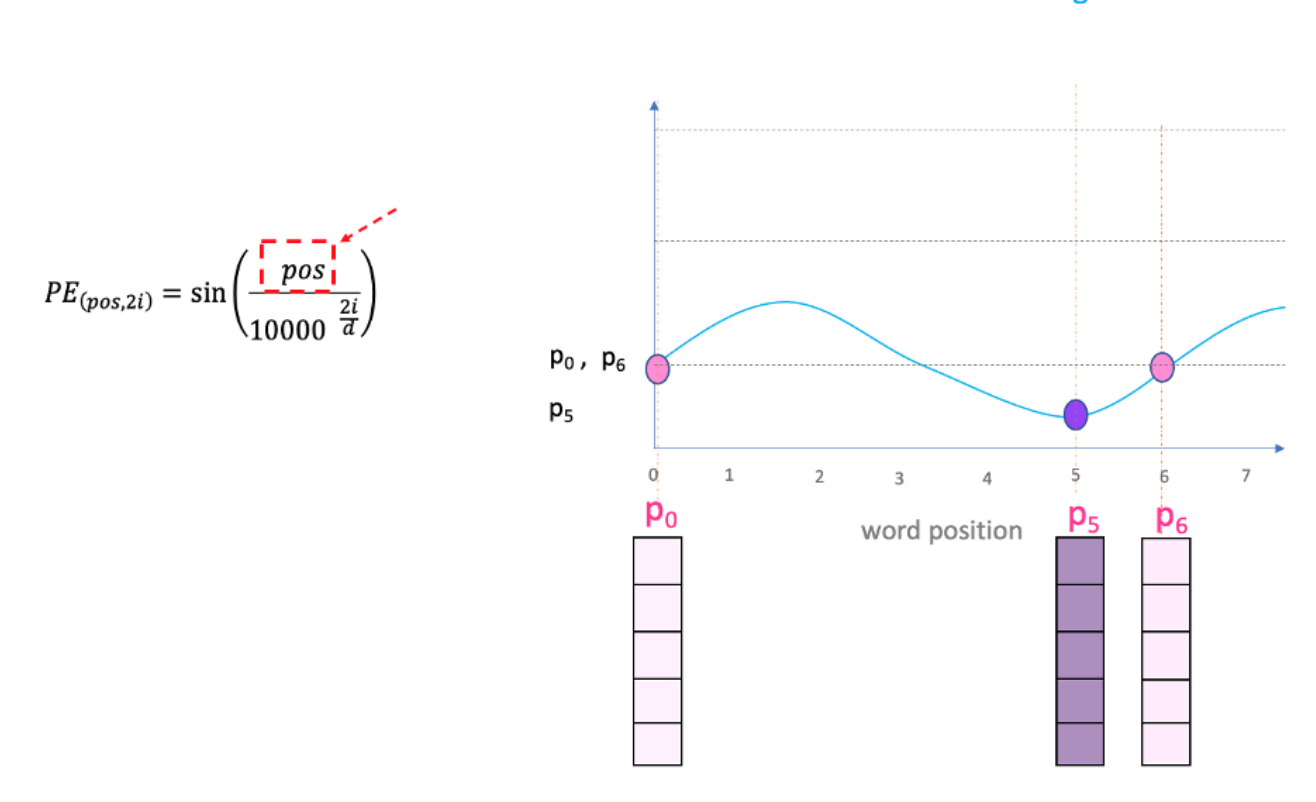 PE(pos,2i) = sin(pos / 10000^(2i/d))
p₀ , p₆
p₅
0 1 2 3 4 5 6 7
p₀ p₅ p₆
word position